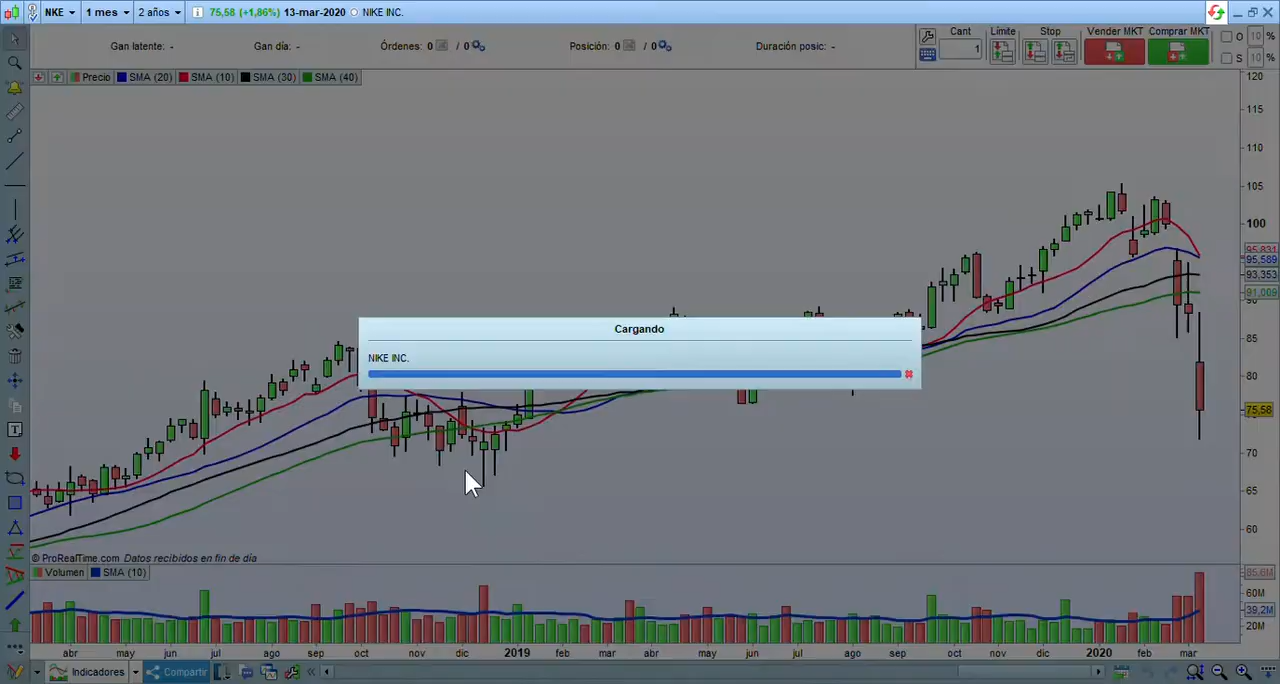 NKE 1 mes 2 años 75,58 (+1,86%) 13-mar-2020 NIKE INC.
Gan latente: - Gan día: - Órdenes: 0 / 0 Posición: 0 / 0 Duración posic: -
Cant Límite Stop Vender MKT Comprar MKT O 10 %
1 S 10 %
Precio SMA (20) SMA (10) SMA (30) SMA (40)
120
115
110
105
100
95,831
95,589
93,353
91,009
90
85
80
75,58
70
65
60
Cargando
NIKE INC.
© ProRealTime.com Datos recibidos en fin de día
Volumen SMA (10)
85,6M
60M
39,2M
20M
abr may jun jul ago sep oct nov dic 2019 feb mar abr may jun jul ago sep oct nov dic 2020 feb mar
Indicadores Compartir